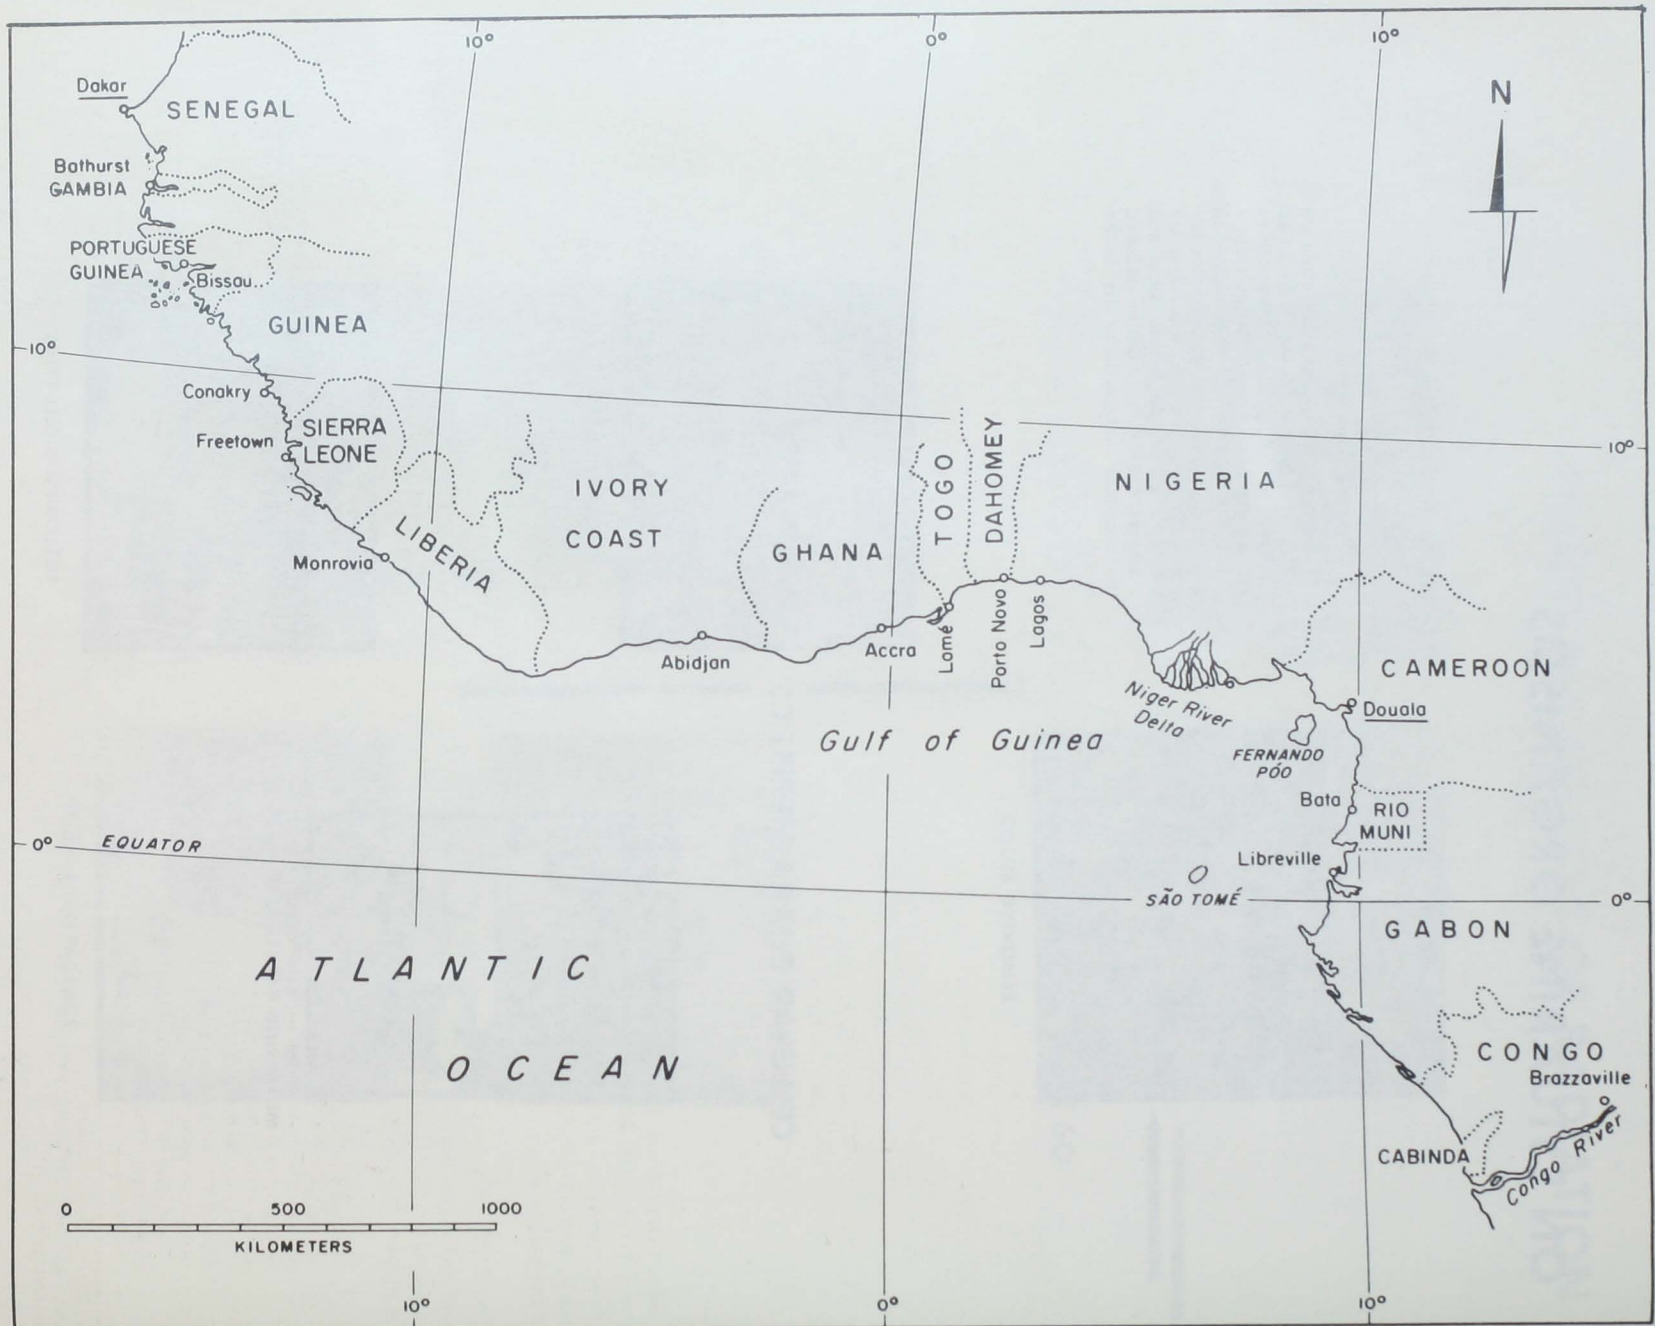 10°
0°
10°
N
Dakar
SENEGAL
Bathurst
GAMBIA
PORTUGUESE
GUINEA
Bissau
GUINEA
10°
Conakry
SIERRA
LEONE
Freetown
Monrovia
LIBERIA
IVORY
COAST
GHANA
TOGO
DAHOMEY
NIGERIA
10°
Abidjan
Accra
Lomé
Porto Novo
Lagos
Niger River
Delta
Gulf of Guinea
CAMEROON
Douala
FERNANDO
PÓO
Bata
RIO
MUNI
Libreville
0°
EQUATOR
SÃO TOMÉ
0°
GABON
ATLANTIC
OCEAN
CONGO
Brazzaville
CABINDA
Congo River
0 500 1000
KILOMETERS
10°
0°
10°